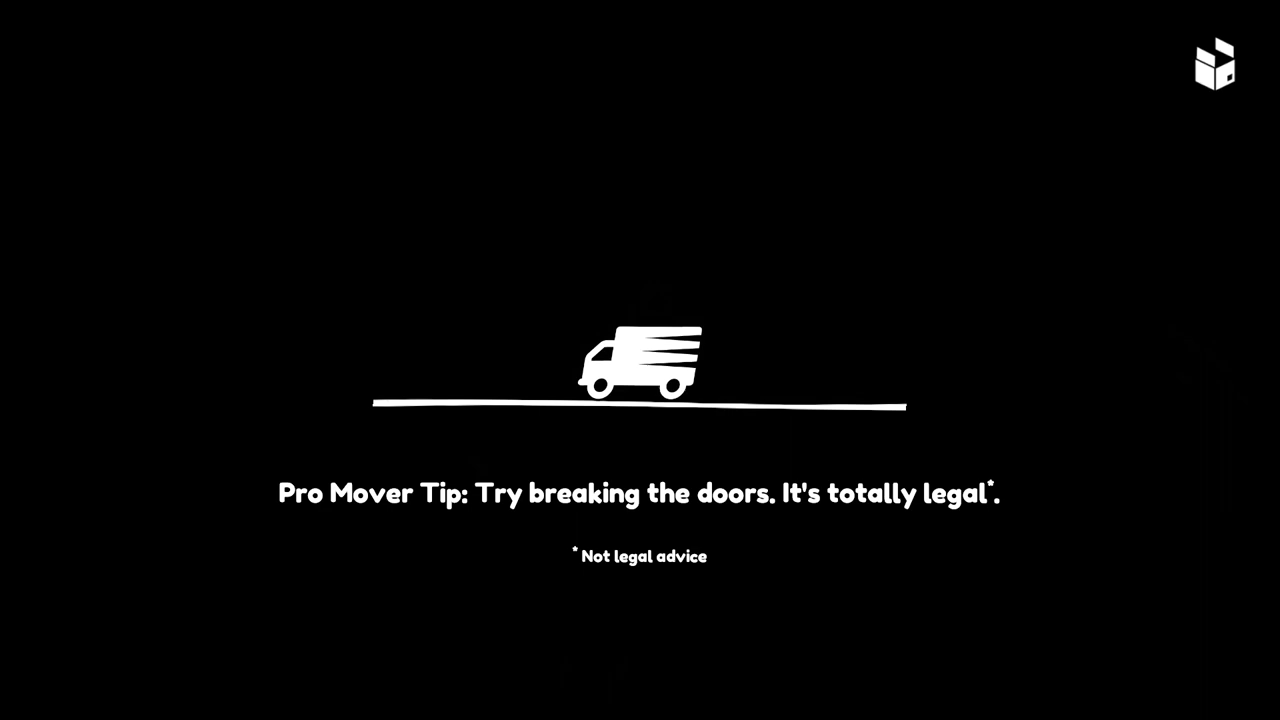 Pro Mover Tip: Try breaking the doors. It's totally legal*.
* Not legal advice